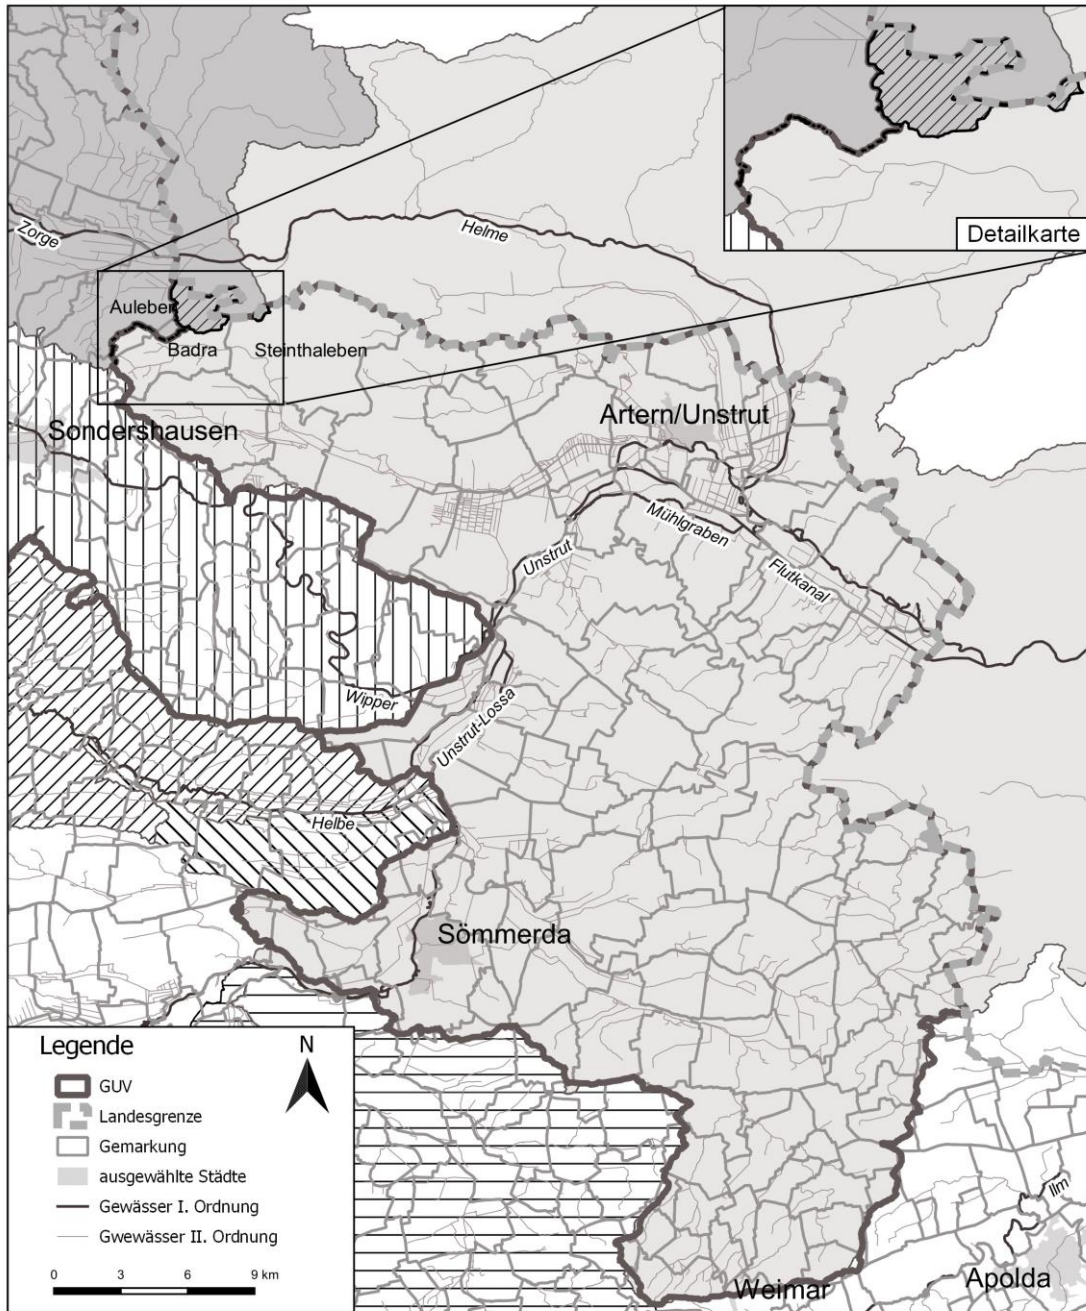 Detailkarte
Zorge
Helme
Auleben
Badra
Steinthaleben
Sondershausen
Artern/Unstrut
Mühlgraben
Unstrut
Flutkanal
Wipper
Unstrut-Lossa
Helbe
Sömmerda
Legende
N
GUV
Landesgrenze
Gemarkung
ausgewählte Städte
Gewässer I. Ordnung
Gwewässer II. Ordnung
0 3 6 9 km
Ilm
Weimar
Apolda